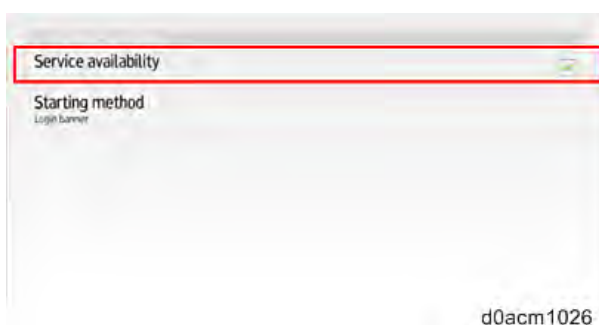 Service availability
Starting method
Login banner
d0acm1026